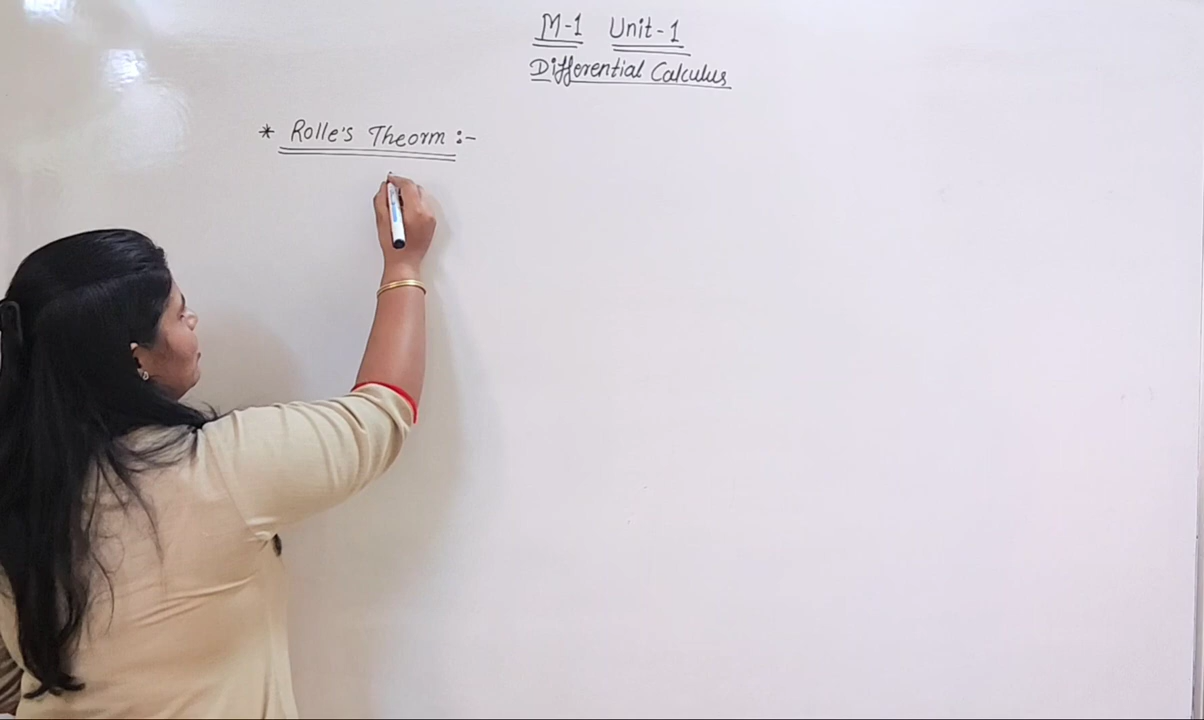 M-1 Unit-1
Differential Calculus
* Rolle's Theorm :-